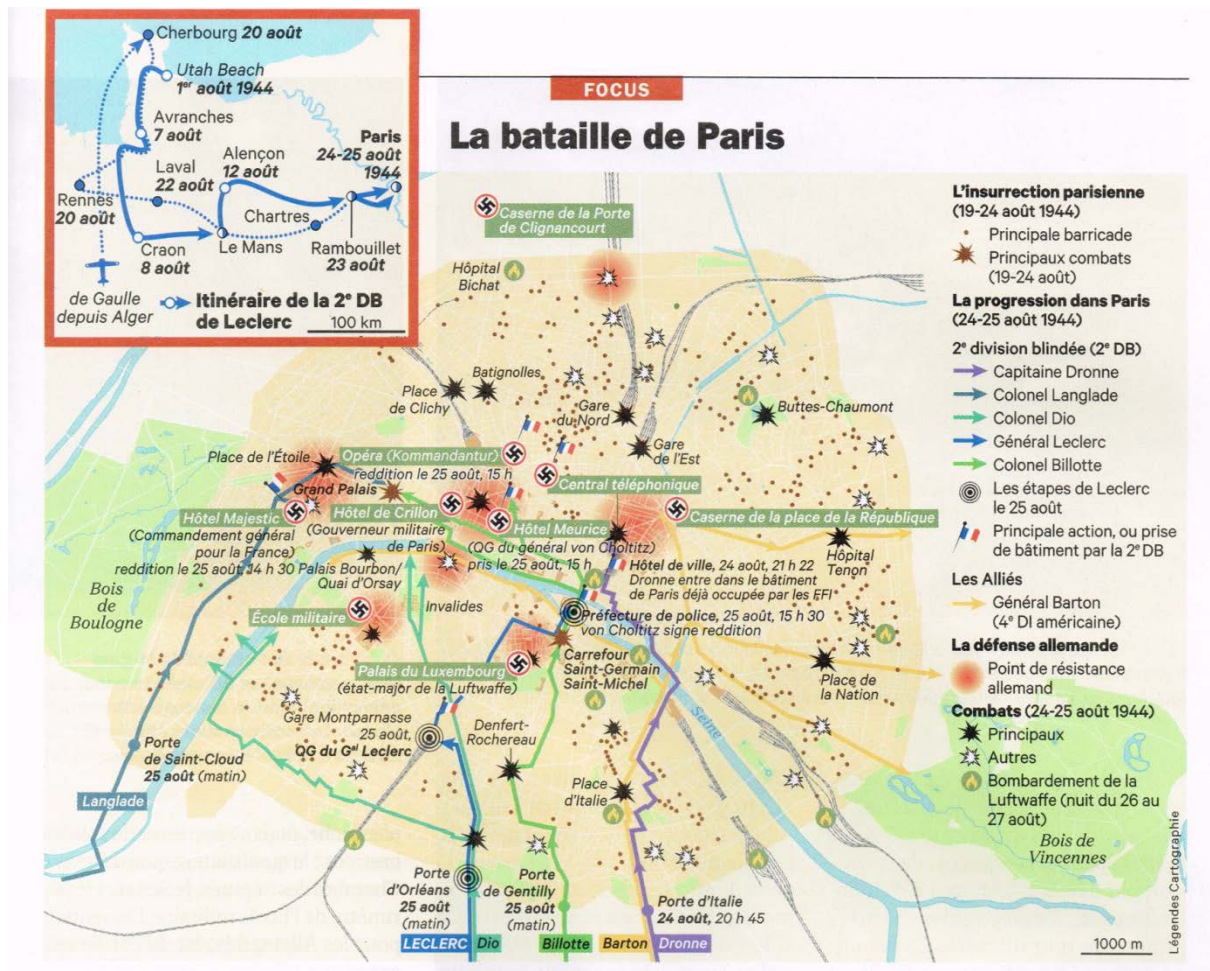 Cherbourg 20 août
Utah Beach
1er août 1944
Avranches
7 août
Alençon
12 août
Paris
24-25 août
1944
Laval
22 août
Rennes
20 août
Chartres
Craon
8 août
Le Mans
Rambouillet
23 août
de Gaulle
depuis Alger
Itinéraire de la 2e DB
de Leclerc
100 km
FOCUS
La bataille de Paris
Caserne de la Porte
de Clignancourt
Hôpital
Bichat
Batignolles
Place
de Clichy
Gare
du Nord
Buttes-Chaumont
Gare
de l'Est
Place de l'Étoile
Opéra (Kommandantur)
reddition le 25 août, 15 h
Central téléphonique
Grand Palais
Hôtel de Crillon
(Gouverneur militaire
de Paris)
Hôtel Meurice
(QG du général von Choltitz)
pris le 25 août, 15 h
Caserne de la place de la République
Hôtel Majestic
(Commandement général
pour la France)
reddition le 25 août, 14 h 30
Palais Bourbon/
Quai d'Orsay
Hôpital
Tenon
Hôtel de ville, 24 août, 21 h 22
Dronne entre dans le bâtiment
de Paris déjà occupée par les EFI
Bois
de
Boulogne
École militaire
Invalides
Préfecture de police, 25 août, 15 h 30
von Choltitz signe reddition
Palais du Luxembourg
(état-major de la Luftwaffe)
Carrefour
Saint-Germain
Saint-Michel
Place de
la Nation
Gare Montparnasse
25 août,
QG du Gal Leclerc
Denfert-
Rochereau
Seine
Porte
de Saint-Cloud
25 août (matin)
Place
d'Italie
Langlade
Porte
d'Orléans
25 août
(matin)
Porte
de Gentilly
25 août
(matin)
Porte d'Italie
24 août, 20 h 45
LECLERC
Dio
Billotte
Barton
Dronne
Bois de
Vincennes
1000 m
L'insurrection parisienne
(19-24 août 1944)
Principale barricade
Principaux combats
(19-24 août)
La progression dans Paris
(24-25 août 1944)
2e division blindée (2e DB)
Capitaine Dronne
Colonel Langlade
Colonel Dio
Général Leclerc
Colonel Billotte
Les étapes de Leclerc
le 25 août
Principale action, ou prise
de bâtiment par la 2e DB
Les Alliés
Général Barton
(4e DI américaine)
La défense allemande
Point de résistance
allemand
Combats (24-25 août 1944)
Principaux
Autres
Bombardement de la
Luftwaffe (nuit du 26 au
27 août)
Légendes Cartographie